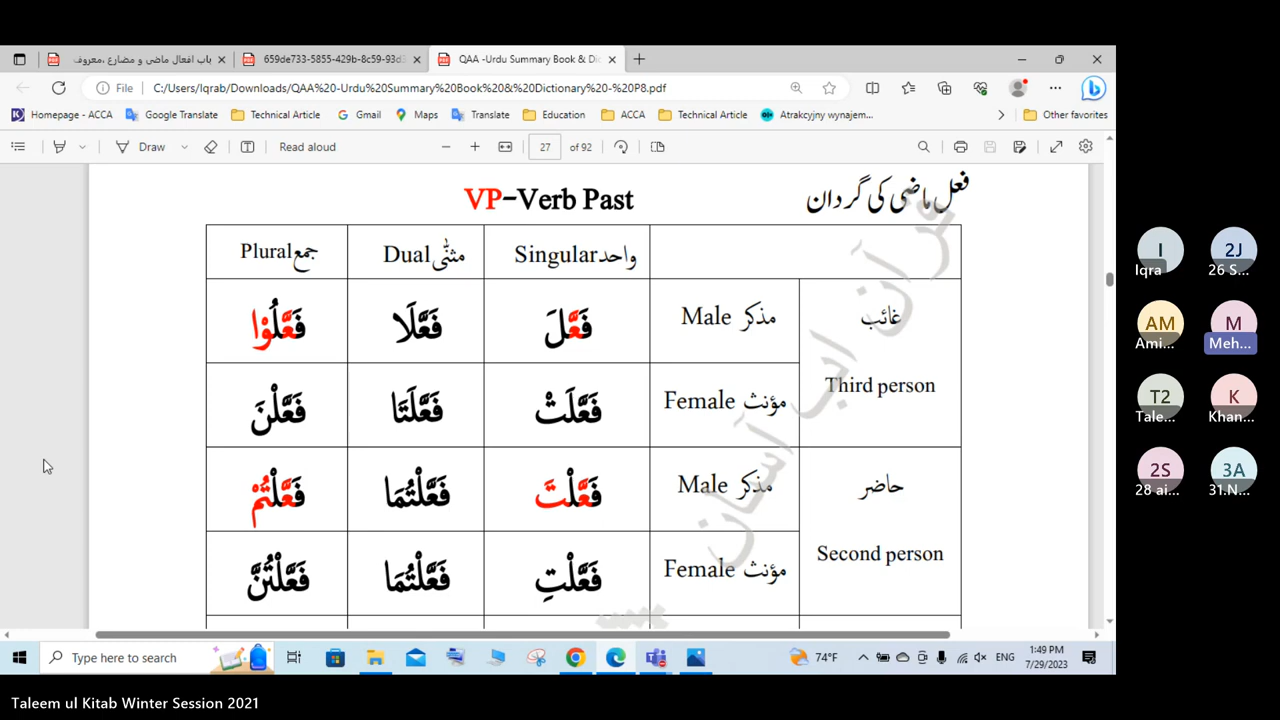 باب افعال ماضی و مضارع ،معروف
659de733-5855-429b-8c59-93d
QAA -Urdu Summary Book & Dic
File C:/Users/Iqrab/Downloads/QAA%20-Urdu%20Summary%20Book%20&%20Dictionary%20-%20P8.pdf
Homepage - ACCA Google Translate Technical Article Gmail Maps Translate Education ACCA Technical Article Atrakcyjny wynajem... Other favorites
Draw Read aloud 27 of 92
VP-Verb Past فعل ماضی کی گردان
Plural جمع Dual مثنّٰی Singular واحد
فَعَّلُوْا فَعَّلَا فَعَّلَ Male مذکر غائب
Third person
فَعَّلْنَ فَعَّلَتَا فَعَّلَتْ Female مؤنث
فَعَّلْتُمْ فَعَّلْتُمَا فَعَّلْتَ Male مذکر حاضر
Second person
فَعَّلْتُنَّ فَعَّلْتُمَا فَعَّلْتِ Female مؤنث
قرآن اب آسان
I 2J
Iqra 26 S...
AM M
Ami... Meh...
T2 K
Tale... Khan...
2S 3A
28 ai... 31.N...
Type here to search 74°F ENG 1:49 PM
7/29/2023
Taleem ul Kitab Winter Session 2021